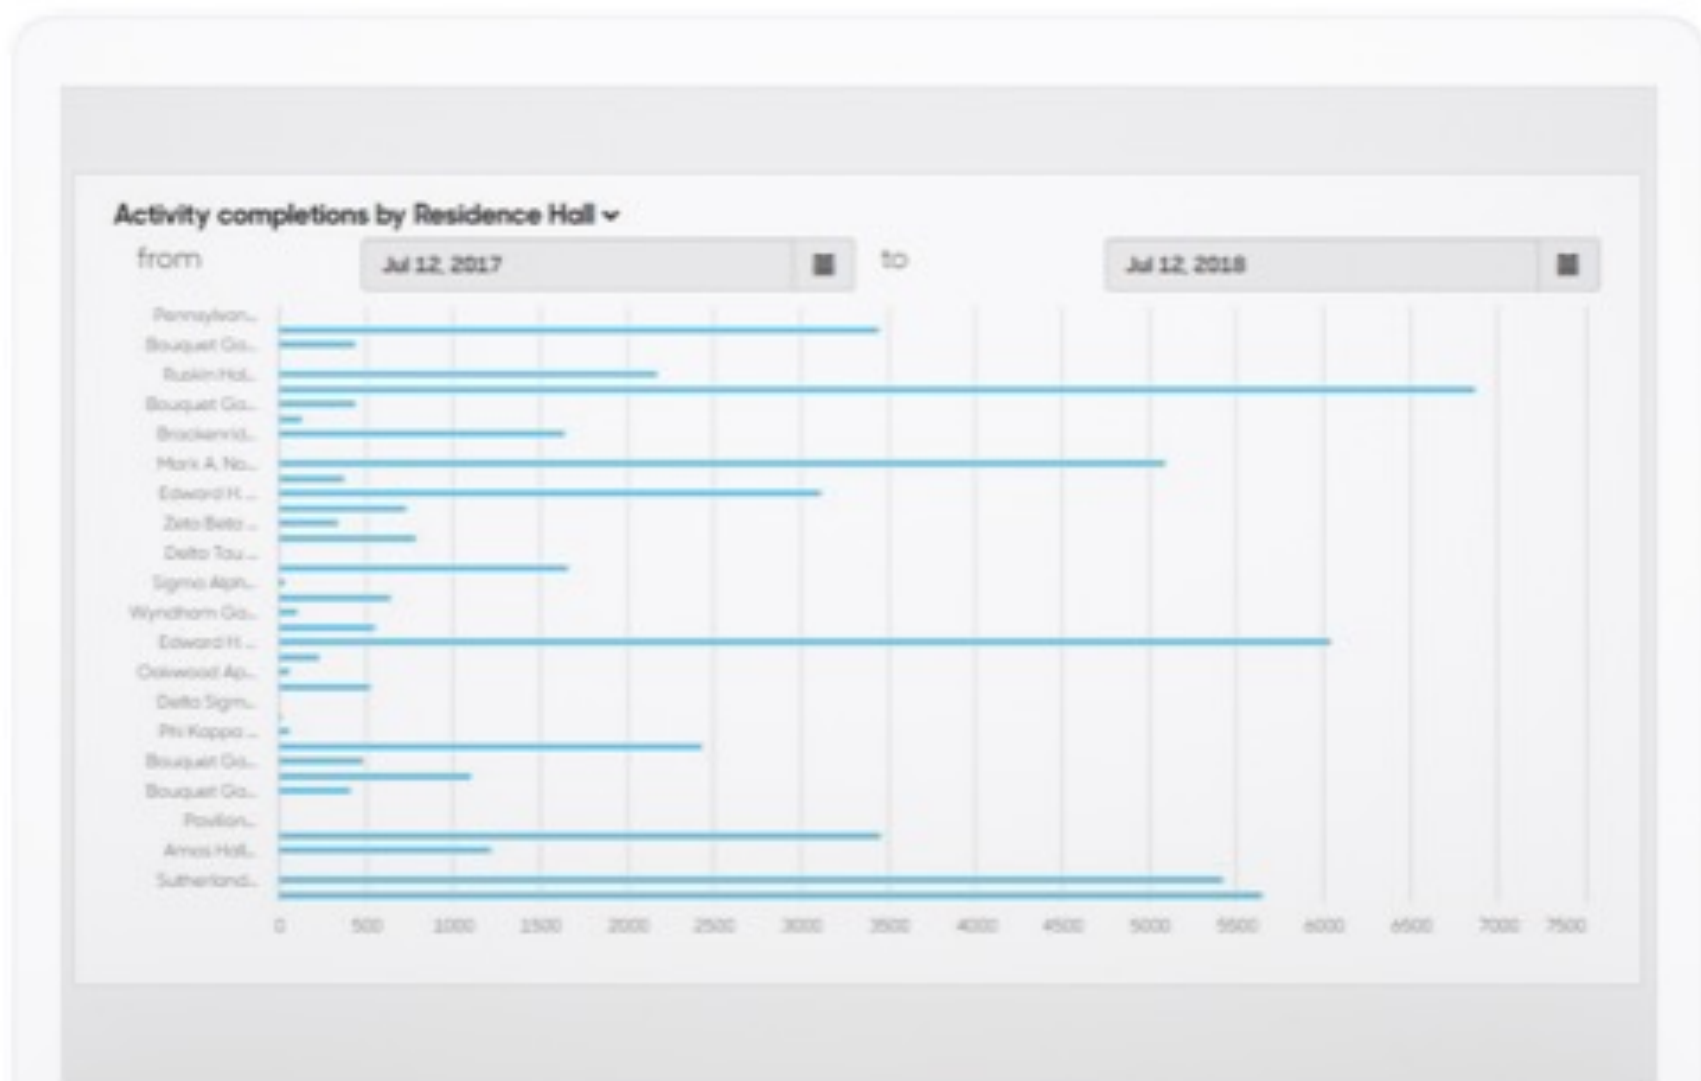 Activity completions by Residence Hall
from Jul 12, 2017 to Jul 12, 2018
Pennsylvan...
Bouquet Ga...
Ruskin Hal...
Bouquet Ga...
Brackenrid...
Mark A. No...
Edward H. ...
Zeta Beta ...
Delta Tau ...
Sigma Alph...
Wyndham Ga...
Edward H. ...
Oakwood Ap...
Delta Sigm...
Phi Kappa ...
Bouquet Ga...
Bouquet Ga...
Pavilion...
Amos Hall...
Sutherland...
0 500 1000 1500 2000 2500 3000 3500 4000 4500 5000 5500 6000 6500 7000 7500